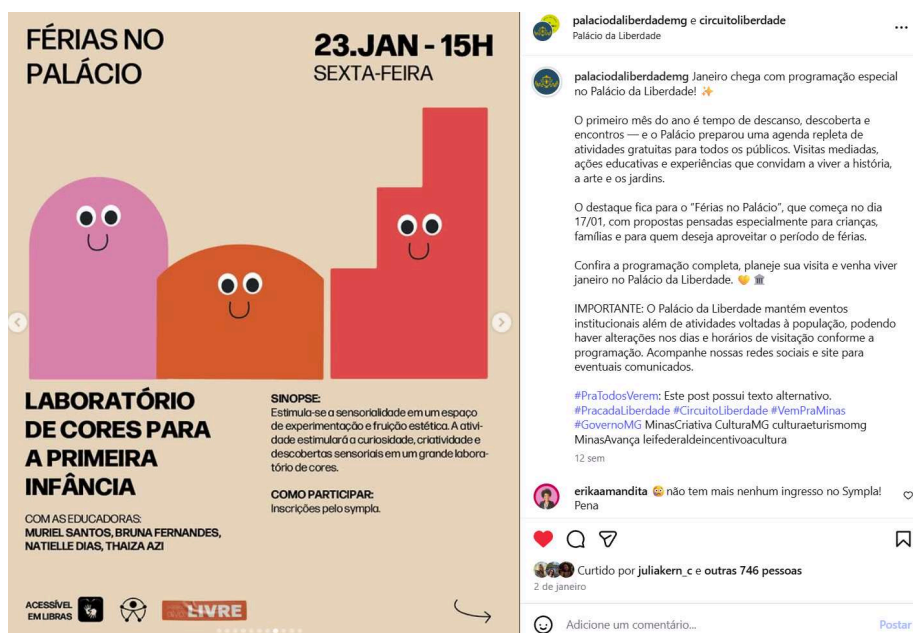 FÉRIAS NO
PALÁCIO
23.JAN - 15H
SEXTA-FEIRA
LABORATÓRIO
DE CORES PARA
A PRIMEIRA
INFÂNCIA
COM AS EDUCADORAS:
MURIEL SANTOS, BRUNA FERNANDES,
NATIELLE DIAS, THAIZA AZI
SINOPSE:
Estimula-se a sensorialidade em um espaço
de experimentação e fruição estética. A ativi-
dade estimulará a curiosidade, criatividade e
descobertas sensoriais em um grande labora-
tório de cores.
COMO PARTICIPAR:
Inscrições pelo sympla.
ACESSÍVEL
EM LIBRAS
LIVRE
palaciodaliberdademg e circuitoliberdade
Palácio da Liberdade
palaciodaliberdademg Janeiro chega com programação especial
no Palácio da Liberdade! ✨
O primeiro mês do ano é tempo de descanso, descoberta e
encontros — e o Palácio preparou uma agenda repleta de
atividades gratuitas para todos os públicos. Visitas mediadas,
ações educativas e experiências que convidam a viver a história,
a arte e os jardins.
O destaque fica para o "Férias no Palácio", que começa no dia
17/01, com propostas pensadas especialmente para crianças,
famílias e para quem deseja aproveitar o período de férias.
Confira a programação completa, planeje sua visita e venha viver
janeiro no Palácio da Liberdade. 💛 🏛️
IMPORTANTE: O Palácio da Liberdade mantém eventos
institucionais além de atividades voltadas à população, podendo
haver alterações nos dias e horários de visitação conforme a
programação. Acompanhe nossas redes sociais e site para
eventuais comunicados.
#PraTodosVerem: Este post possui texto alternativo.
#PracadaLiberdade #CircuitoLiberdade #VemPraMinas
#GovernoMG MinasCriativa CulturaMG culturaeturismomg
MinasAvança leifederaldeincentivoacultura
12 sem
erikaamandita não tem mais nenhum ingresso no Sympla!
Pena
Curtido por juliakern_c e outras 746 pessoas
2 de janeiro
Adicione um comentário...
Postar